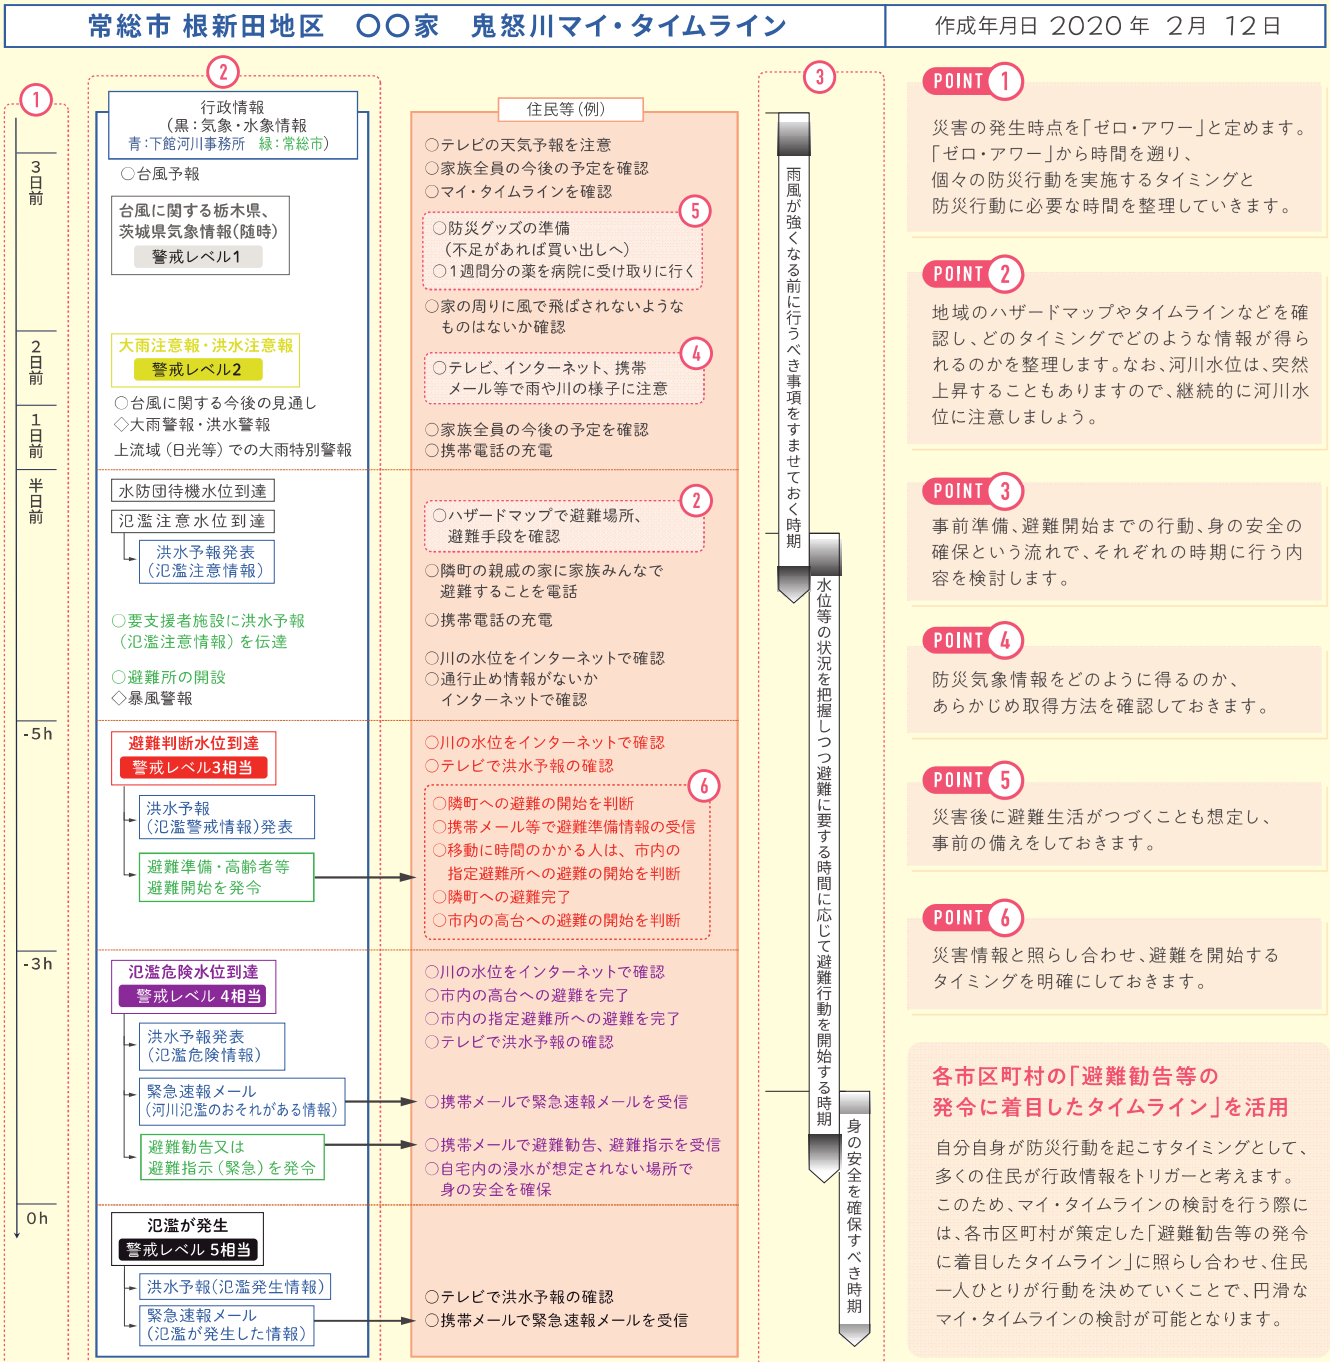 常総市 根新田地区　〇〇家　鬼怒川マイ・タイムライン
作成年月日 2020年 2月 12日
1
3日前
2日前
1日前
半日前
-5h
-3h
0h
2
行政情報
(黒：気象・水象情報
青：下館河川事務所　緑：常総市)
○台風予報
台風に関する栃木県、
茨城県気象情報(随時)
警戒レベル1
大雨注意報・洪水注意報
警戒レベル2
○台風に関する今後の見通し
◇大雨警報・洪水警報
上流域(日光等)での大雨特別警報
水防団待機水位到達
氾濫注意水位到達
洪水予報発表
(氾濫注意情報)
○要支援者施設に洪水予報
(氾濫注意情報)を伝達
○避難所の開設
◇暴風警報
避難判断水位到達
警戒レベル3相当
洪水予報
(氾濫警戒情報)発表
避難準備・高齢者等
避難開始を発令
氾濫危険水位到達
警戒レベル 4相当
洪水予報発表
(氾濫危険情報)
緊急速報メール
(河川氾濫のおそれがある情報)
避難勧告又は
避難指示(緊急)を発令
氾濫が発生
警戒レベル 5相当
洪水予報(氾濫発生情報)
緊急速報メール
(氾濫が発生した情報)
住民等(例)
○テレビの天気予報を注意
○家族全員の今後の予定を確認
○マイ・タイムラインを確認
5
○防災グッズの準備
(不足があれば買い出しへ)
○1週間分の薬を病院に受け取りに行く
○家の周りに風で飛ばされないような
ものはないか確認
4
○テレビ、インターネット、携帯
メール等で雨や川の様子に注意
○家族全員の今後の予定を確認
○携帯電話の充電
2
○ハザードマップで避難場所、
避難手段を確認
○隣町の親戚の家に家族みんなで
避難することを電話
○携帯電話の充電
○川の水位をインターネットで確認
○通行止め情報がないか
インターネットで確認
○川の水位をインターネットで確認
○テレビで洪水予報の確認
6
○隣町への避難の開始を判断
○携帯メール等で避難準備情報の受信
○移動に時間のかかる人は、市内の
指定避難所への避難の開始を判断
○隣町への避難完了
○市内の高台への避難の開始を判断
○川の水位をインターネットで確認
○市内の高台への避難を完了
○市内の指定避難所への避難を完了
○テレビで洪水予報の確認
○携帯メールで緊急速報メールを受信
○携帯メールで避難勧告、避難指示を受信
○自宅内の浸水が想定されない場所で
身の安全を確保
○テレビで洪水予報の確認
○携帯メールで緊急速報メールを受信
3
雨風が強くなる前に行うべき事項をすませておく時期
水位等の状況を把握しつつ避難に要する時間に応じて避難行動を開始する時期
身の安全を確保すべき時期
POINT 1
災害の発生時点を「ゼロ・アワー」と定めます。
「ゼロ・アワー」から時間を遡り、
個々の防災行動を実施するタイミングと
防災行動に必要な時間を整理していきます。
POINT 2
地域のハザードマップやタイムラインなどを確
認し、どのタイミングでどのような情報が得ら
れるのかを整理します。なお、河川水位は、突然
上昇することもありますので、継続的に河川水
位に注意しましょう。
POINT 3
事前準備、避難開始までの行動、身の安全の
確保という流れで、それぞれの時期に行う内
容を検討します。
POINT 4
防災気象情報をどのように得るのか、
あらかじめ取得方法を確認しておきます。
POINT 5
災害後に避難生活がつづくことも想定し、
事前の備えをしておきます。
POINT 6
災害情報と照らし合わせ、避難を開始する
タイミングを明確にしておきます。
各市区町村の「避難勧告等の
発令に着目したタイムライン」を活用
自分自身が防災行動を起こすタイミングとして、
多くの住民が行政情報をトリガーと考えます。
このため、マイ・タイムラインの検討を行う際に
は、各市区町村が策定した「避難勧告等の発令
に着目したタイムライン」に照らし合わせ、住民
一人ひとりが行動を決めていくことで、円滑な
マイ・タイムラインの検討が可能となります。